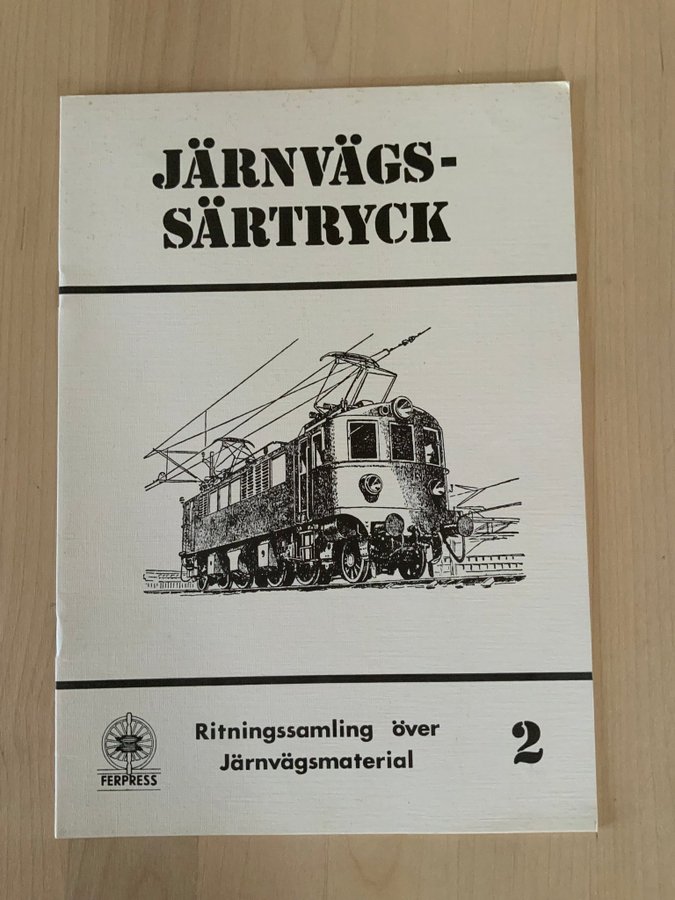 JÄRNVÄGS-
SÄRTRYCK
Ritningssamling över
Järnvägsmaterial
2
FERPRESS